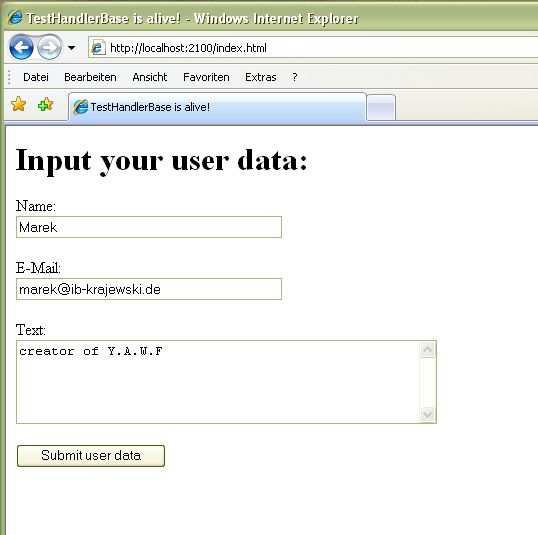 TestHandlerBase is alive! - Windows Internet Explorer
http://localhost:2100/index.html
Datei Bearbeiten Ansicht Favoriten Extras ?
TestHandlerBase is alive!
Input your user data:
Name:
Marek
E-Mail:
marek@ib-krajewski.de
Text:
creator of Y.A.W.F
Submit user data